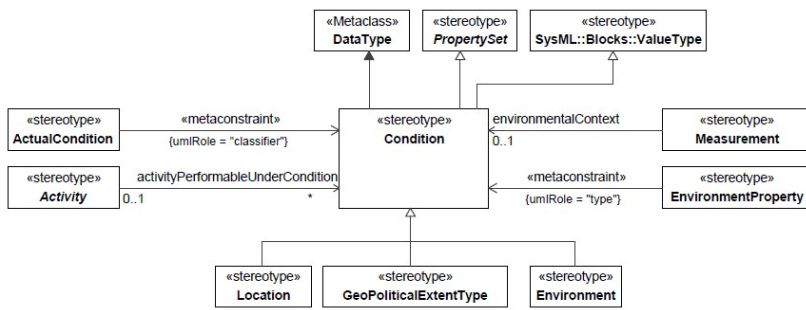 «Metaclass»
DataType
«stereotype»
PropertySet
«stereotype»
SysML::Blocks::ValueType
«stereotype»
ActualCondition
«metaconstraint»
{umlRole = "classifier"}
«stereotype»
Condition
environmentalContext
0..1
«stereotype»
Measurement
«stereotype»
Activity
activityPerformableUnderCondition
0..1
*
«metaconstraint»
{umlRole = "type"}
«stereotype»
EnvironmentProperty
«stereotype»
Location
«stereotype»
GeoPoliticalExtentType
«stereotype»
Environment